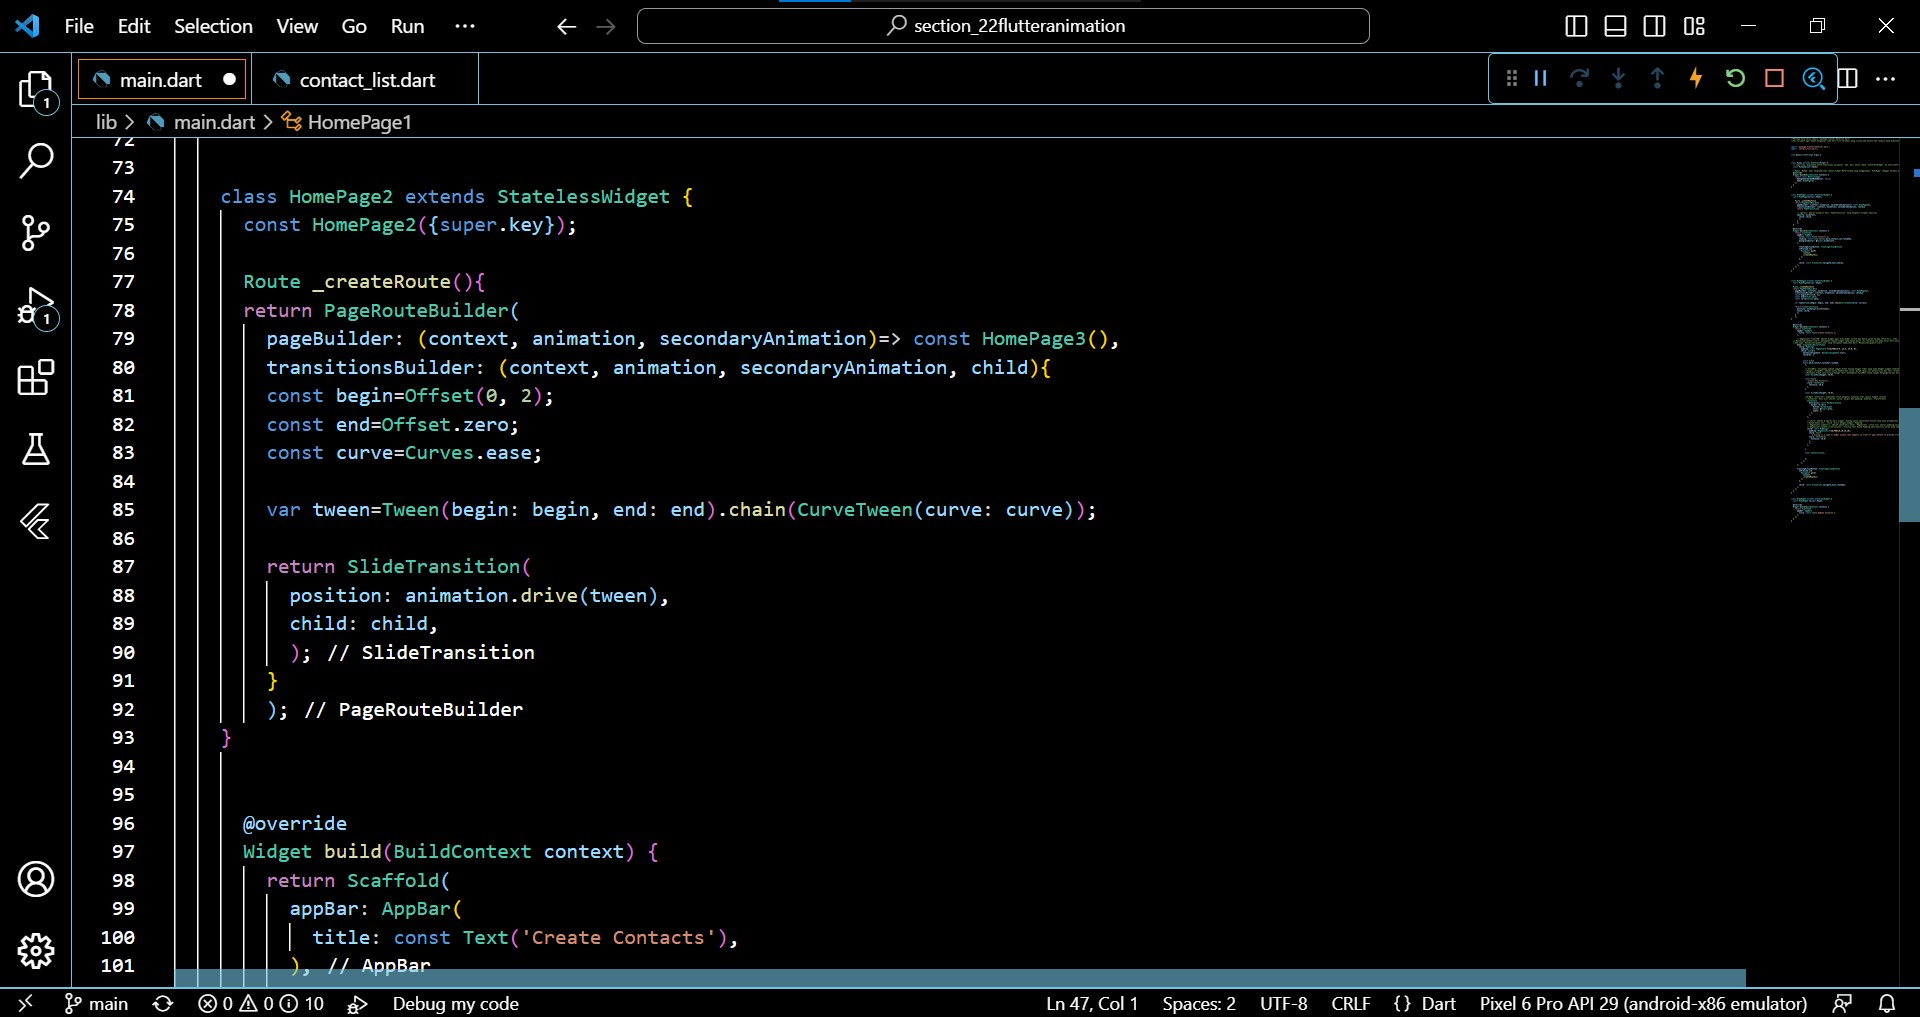 File Edit Selection View Go Run ··· section_22flutteranimation
main.dart contact_list.dart
lib > main.dart > HomePage1
72
73
74 class HomePage2 extends StatelessWidget {
75 const HomePage2({super.key});
76
77 Route _createRoute(){
78 return PageRouteBuilder(
79 pageBuilder: (context, animation, secondaryAnimation)=> const HomePage3(),
80 transitionsBuilder: (context, animation, secondaryAnimation, child){
81 const begin=Offset(0, 2);
82 const end=Offset.zero;
83 const curve=Curves.ease;
84
85 var tween=Tween(begin: begin, end: end).chain(CurveTween(curve: curve));
86
87 return SlideTransition(
88 position: animation.drive(tween),
89 child: child,
90 ); // SlideTransition
91 }
92 ); // PageRouteBuilder
93 }
94
95
96 @override
97 Widget build(BuildContext context) {
98 return Scaffold(
99 appBar: AppBar(
100 title: const Text('Create Contacts'),
101 ), // AppBar
1
1
main 0 0 10 Debug my code Ln 47, Col 1 Spaces: 2 UTF-8 CRLF {} Dart Pixel 6 Pro API 29 (android-x86 emulator)